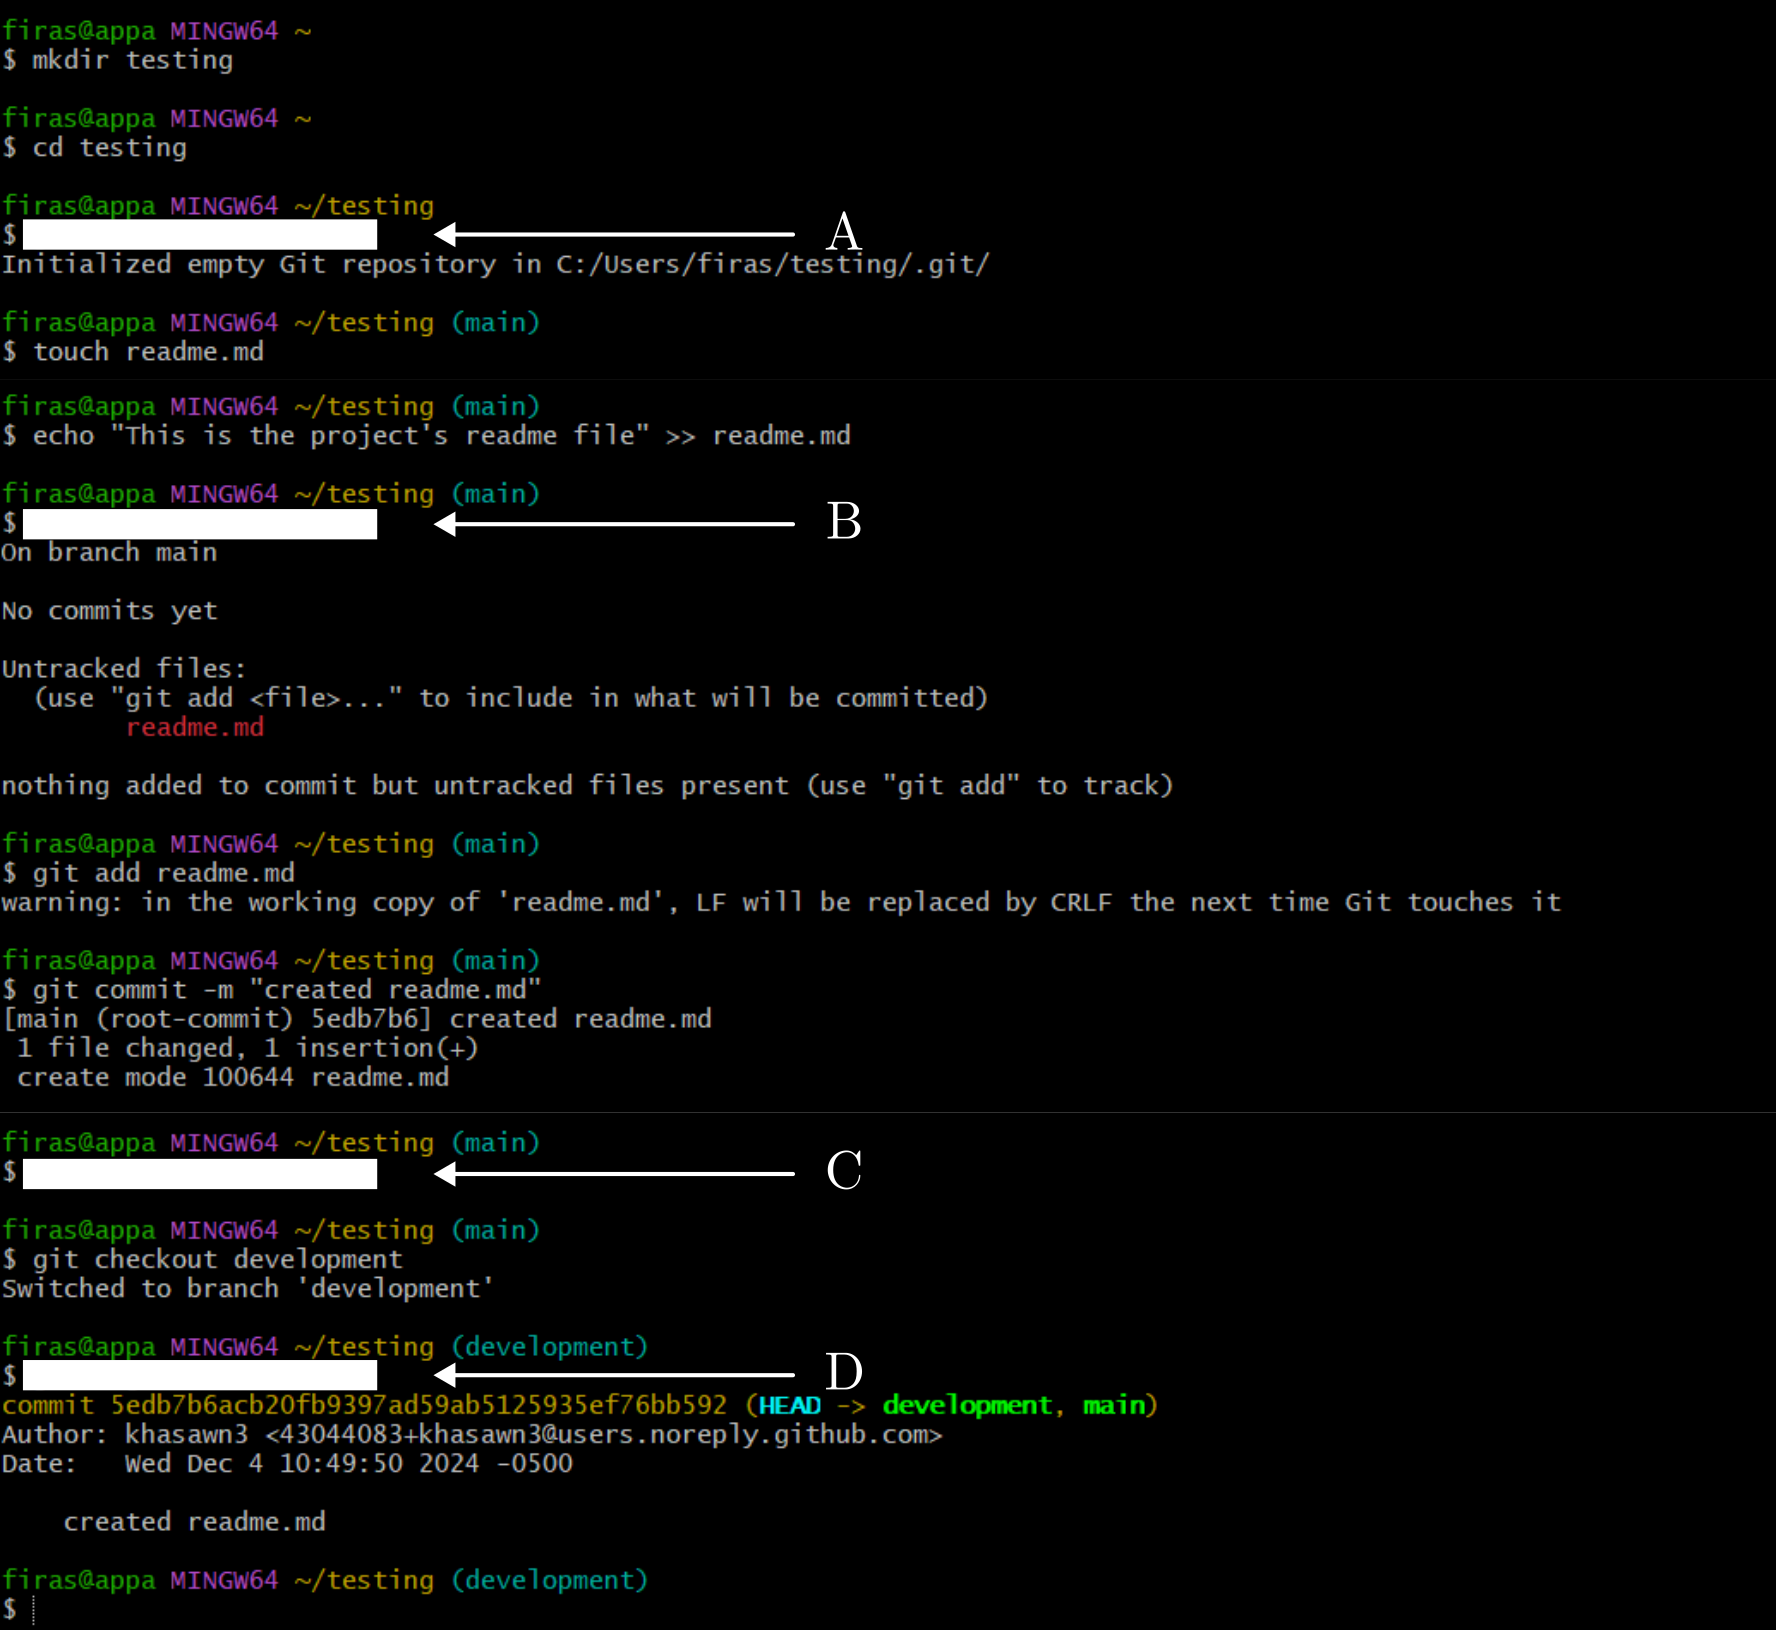 firas@appa MINGW64 ~
$ mkdir testing
firas@appa MINGW64 ~
$ cd testing
firas@appa MINGW64 ~/testing
$ A
Initialized empty Git repository in C:/Users/firas/testing/.git/
firas@appa MINGW64 ~/testing (main)
$ touch readme.md
firas@appa MINGW64 ~/testing (main)
$ echo "This is the project's readme file" >> readme.md
firas@appa MINGW64 ~/testing (main)
$ B
On branch main
No commits yet
Untracked files:
(use "git add <file>..." to include in what will be committed)
readme.md
nothing added to commit but untracked files present (use "git add" to track)
firas@appa MINGW64 ~/testing (main)
$ git add readme.md
warning: in the working copy of 'readme.md', LF will be replaced by CRLF the next time Git touches it
firas@appa MINGW64 ~/testing (main)
$ git commit -m "created readme.md"
[main (root-commit) 5edb7b6] created readme.md
1 file changed, 1 insertion(+)
create mode 100644 readme.md
firas@appa MINGW64 ~/testing (main)
$ C
firas@appa MINGW64 ~/testing (main)
$ git checkout development
Switched to branch 'development'
firas@appa MINGW64 ~/testing (development)
$ D
commit 5edb7b6acb20fb9397ad59ab5125935ef76bb592 (HEAD -> development, main)
Author: khasawn3 <43044083+khasawn3@users.noreply.github.com>
Date:   Wed Dec 4 10:49:50 2024 -0500
created readme.md
firas@appa MINGW64 ~/testing (development)
$